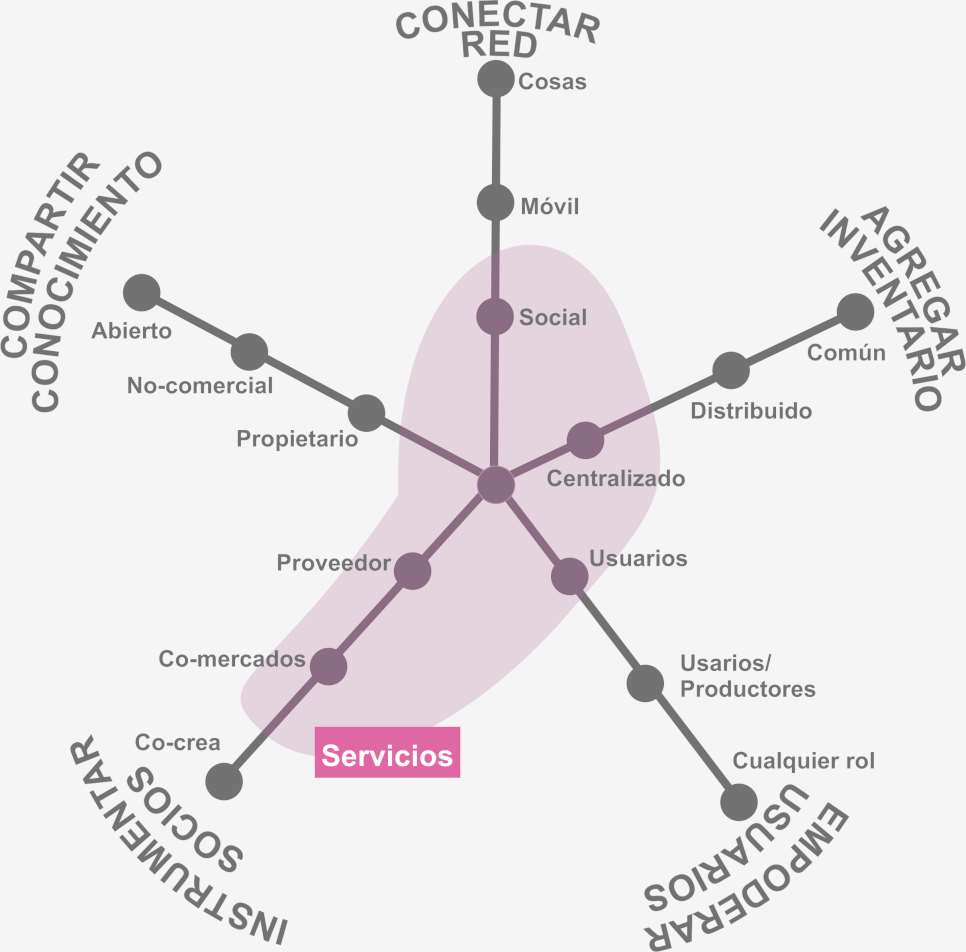 CONECTAR
RED
Cosas
Móvil
Social
COMPARTIR
CONOCIMIENTO
Abierto
No-comercial
Propietario
AGREGAR
INVENTARIO
Común
Distribuido
Centralizado
Proveedor
Co-mercados
Co-crea
INSTRUMENTAR
SOCIOS
Servicios
Usuarios
Usarios/
Productores
Cualquier rol
EMPODERAR
USUARIOS